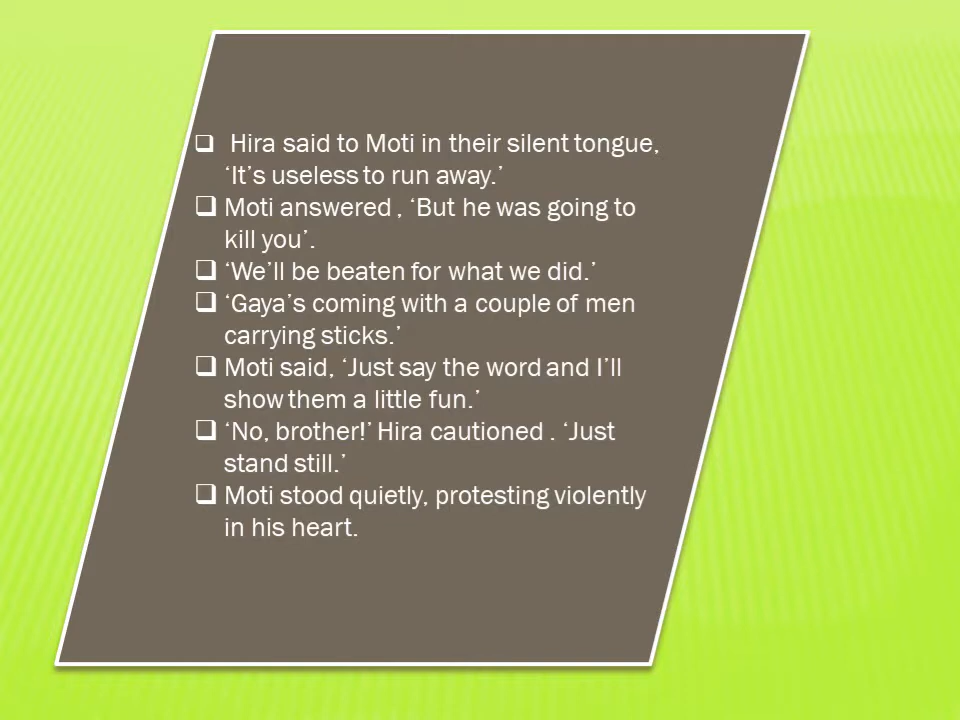 ❑ Hira said to Moti in their silent tongue,
‘It’s useless to run away.’
❑ Moti answered , ‘But he was going to
kill you’.
❑ ‘We’ll be beaten for what we did.’
❑ ‘Gaya’s coming with a couple of men
carrying sticks.’
❑ Moti said, ‘Just say the word and I’ll
show them a little fun.’
❑ ‘No, brother!’ Hira cautioned . ‘Just
stand still.’
❑ Moti stood quietly, protesting violently
in his heart.